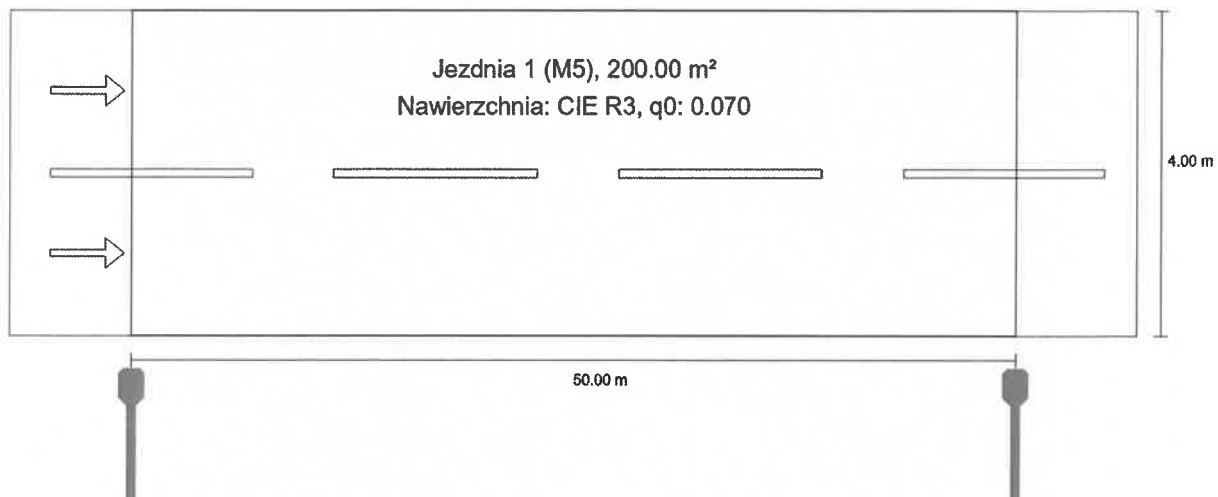 Jezdnia 1 (M5), 200.00 m²
Nawierzchnia: CIE R3, q0: 0.070
4.00 m
50.00 m